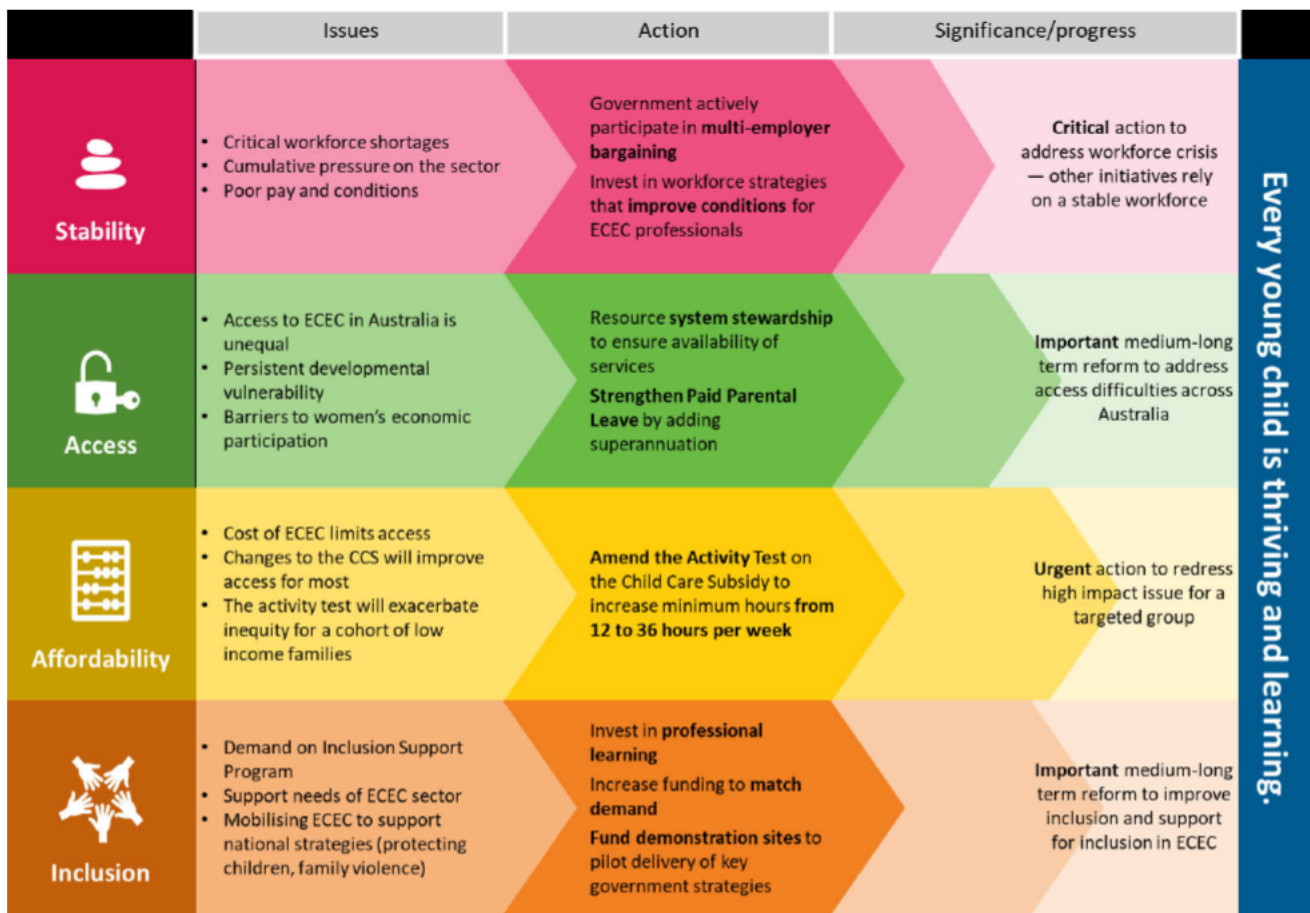 Issues
Action
Significance/progress
Stability
• Critical workforce shortages
• Cumulative pressure on the sector
• Poor pay and conditions
Government actively
participate in multi-employer
bargaining
Invest in workforce strategies
that improve conditions for
ECEC professionals
Critical action to
address workforce crisis
— other initiatives rely
on a stable workforce
Access
• Access to ECEC in Australia is
unequal
• Persistent developmental
vulnerability
• Barriers to women's economic
participation
Resource system stewardship
to ensure availability of
services
Strengthen Paid Parental
Leave by adding
superannuation
Important medium-long
term reform to address
access difficulties across
Australia
Affordability
• Cost of ECEC limits access
• Changes to the CCS will improve
access for most
• The activity test will exacerbate
inequity for a cohort of low
income families
Amend the Activity Test on
the Child Care Subsidy to
increase minimum hours from
12 to 36 hours per week
Urgent action to redress
high impact issue for a
targeted group
Inclusion
• Demand on Inclusion Support
Program
• Support needs of ECEC sector
• Mobilising ECEC to support
national strategies (protecting
children, family violence)
Invest in professional
learning
Increase funding to match
demand
Fund demonstration sites to
pilot delivery of key
government strategies
Important medium-long
term reform to improve
inclusion and support
for inclusion in ECEC
Every young child is thriving and learning.